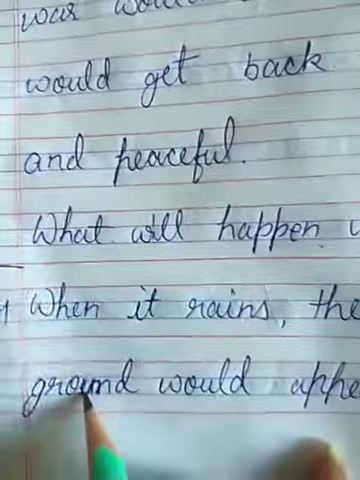 would get back
and peaceful.
What will happen
When it rains, the
ground would appe